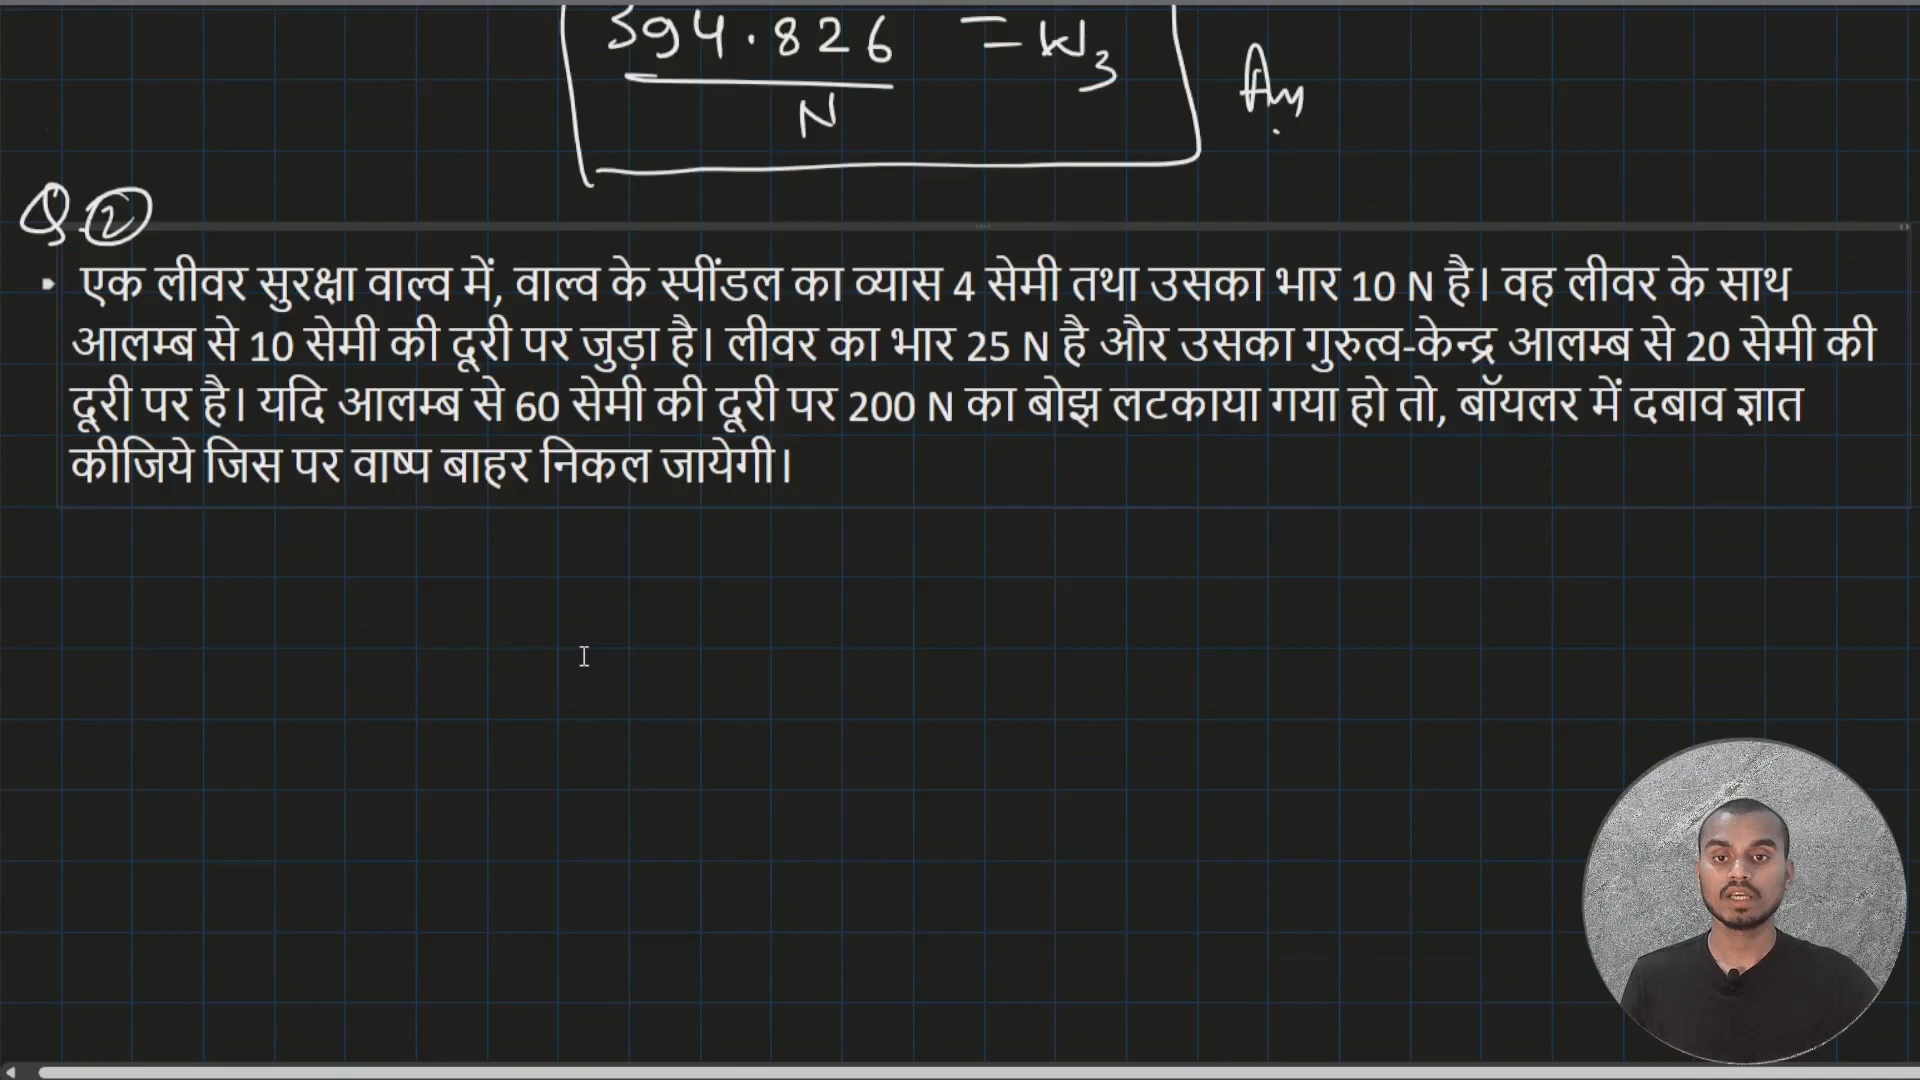 394.826 = W3
N
Ans
Q.2
एक लीवर सुरक्षा वाल्व में, वाल्व के स्पींडल का व्यास 4 सेमी तथा उसका भार 10 N है। वह लीवर के साथ
आलम्ब से 10 सेमी की दूरी पर जुड़ा है। लीवर का भार 25 N है और उसका गुरुत्व-केन्द्र आलम्ब से 20 सेमी की
दूरी पर है। यदि आलम्ब से 60 सेमी की दूरी पर 200 N का बोझ लटकाया गया हो तो, बॉयलर में दबाव ज्ञात
कीजिये जिस पर वाष्प बाहर निकल जायेगी।